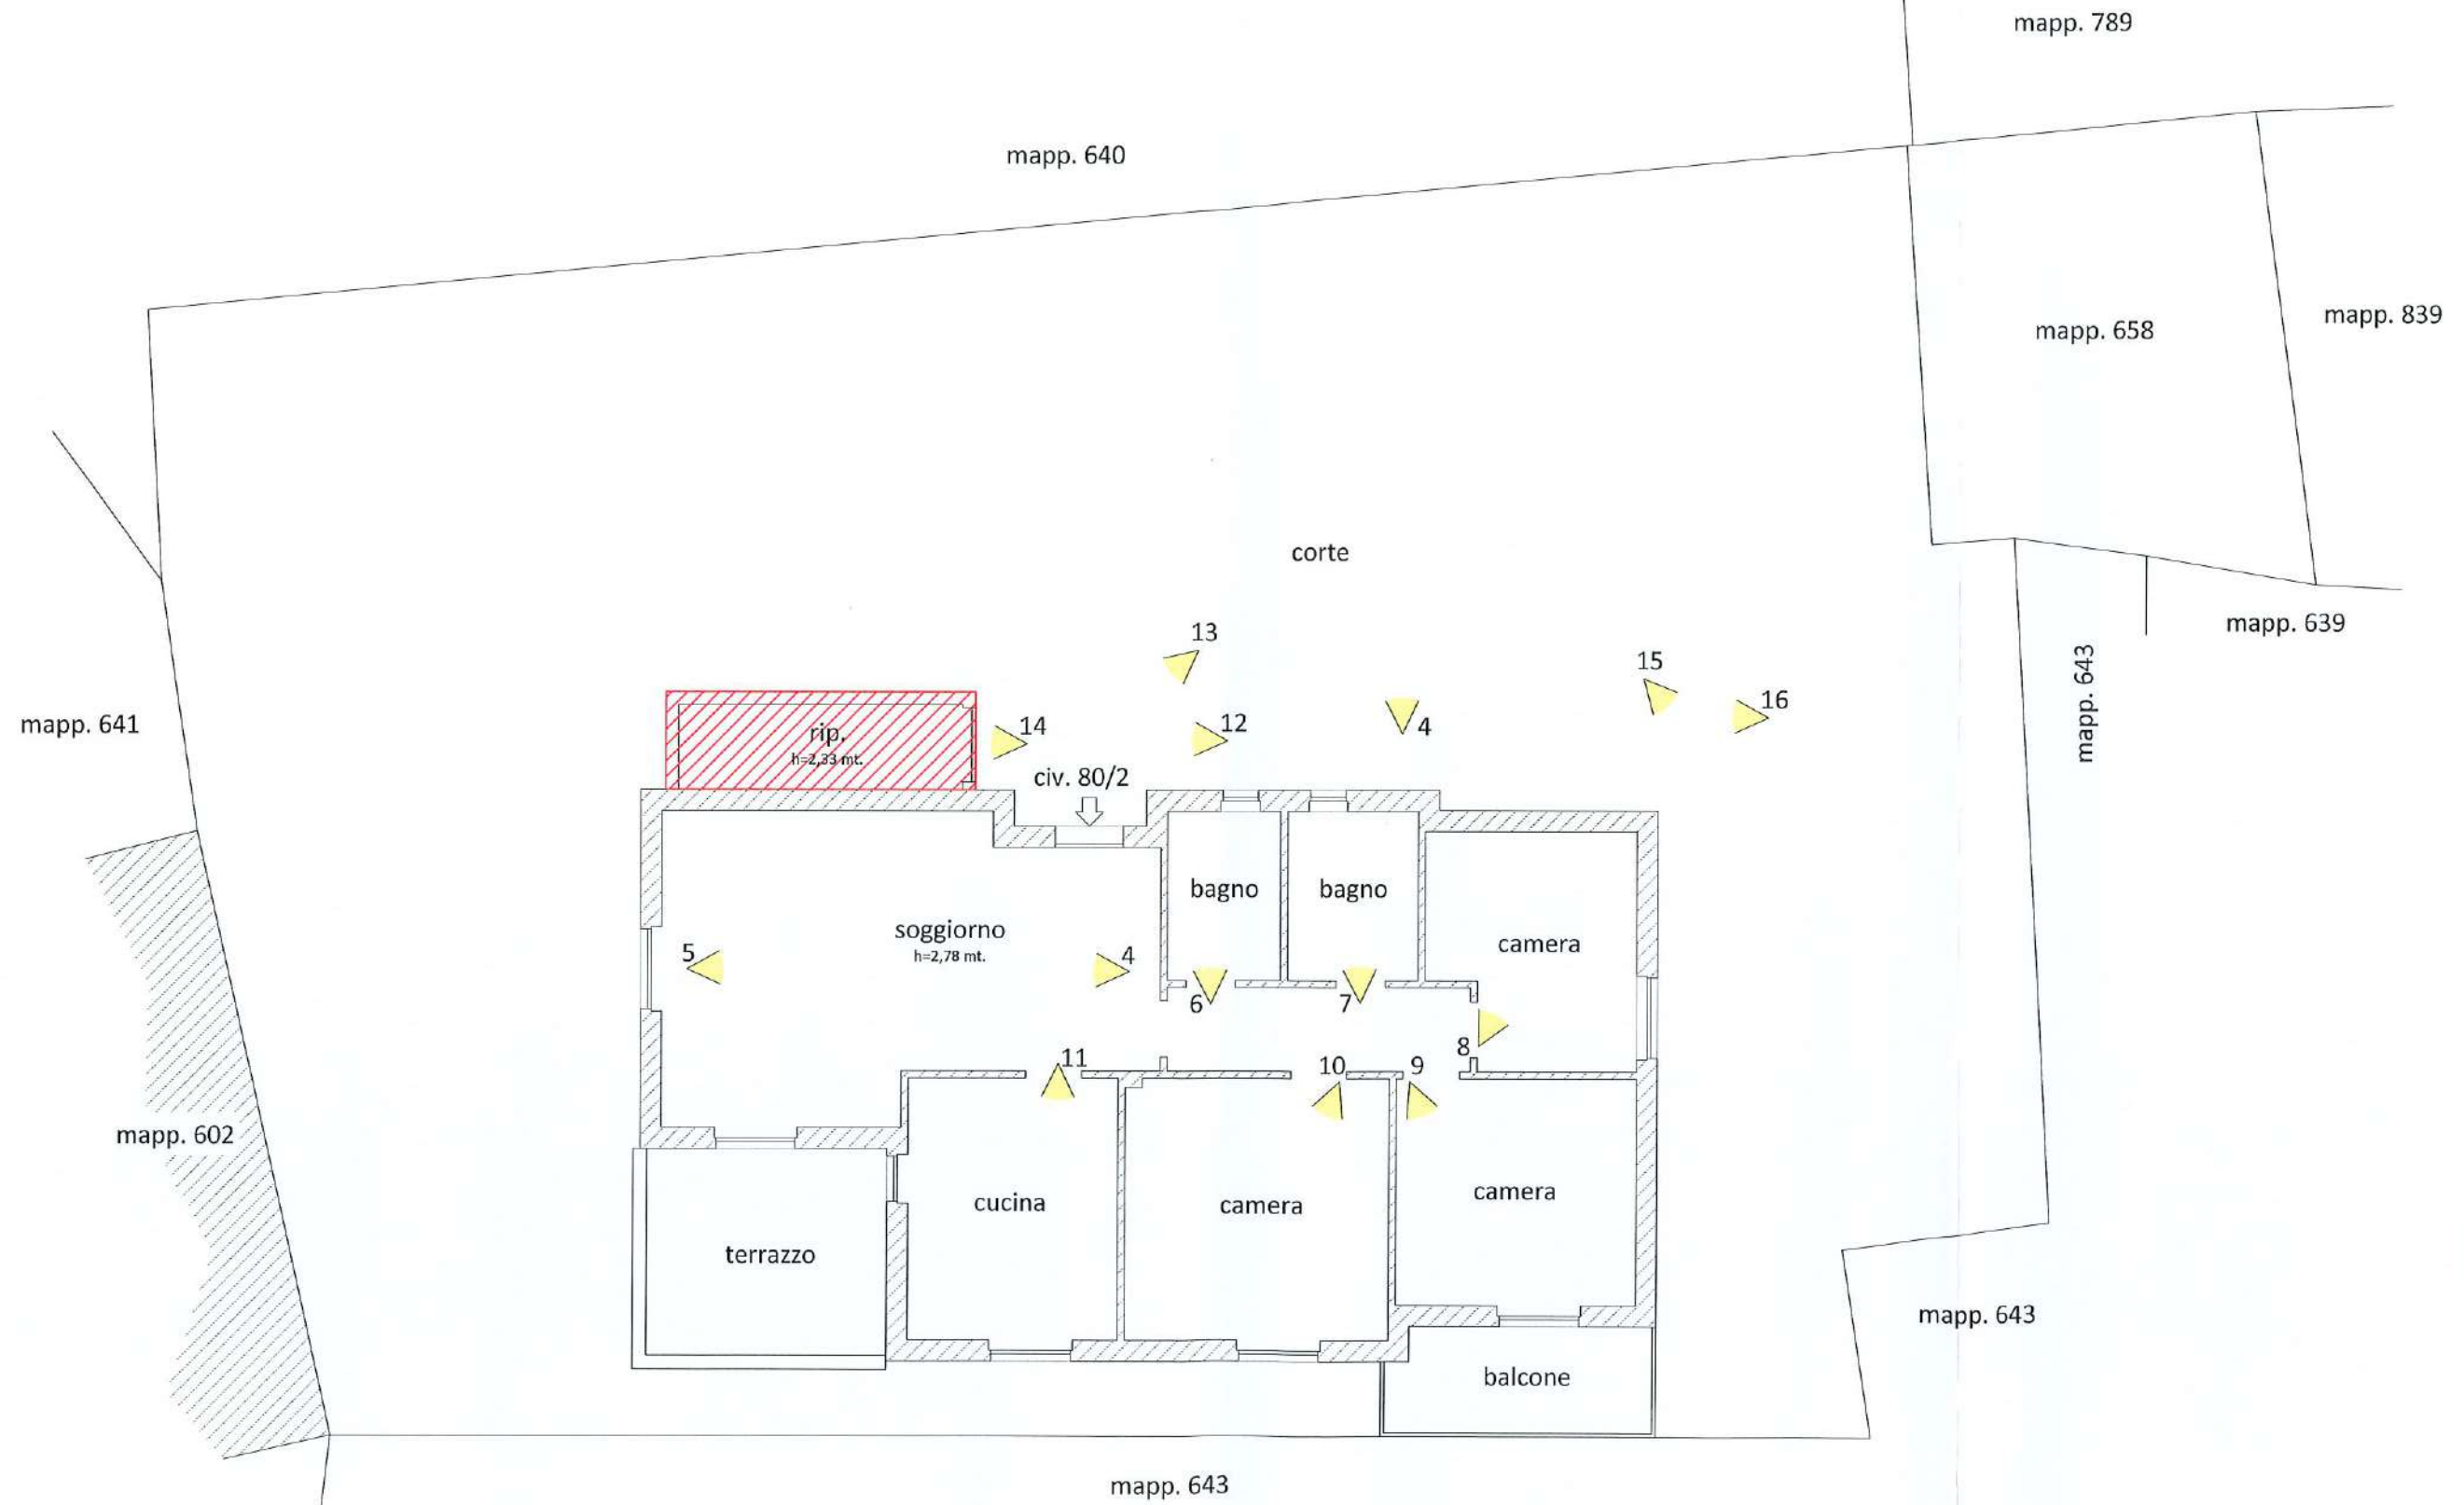 mapp. 789
mapp. 640
mapp. 839
mapp. 658
corte
mapp. 639
13
15
mapp. 643
16
mapp. 641
14
12
4
rip.
h=2,33 mt.
civ. 80/2
bagno
bagno
soggiorno
h=2,78 mt.
camera
5
4
6
7
8
11
10
9
mapp. 602
cucina
camera
camera
terrazzo
mapp. 643
balcone
mapp. 643